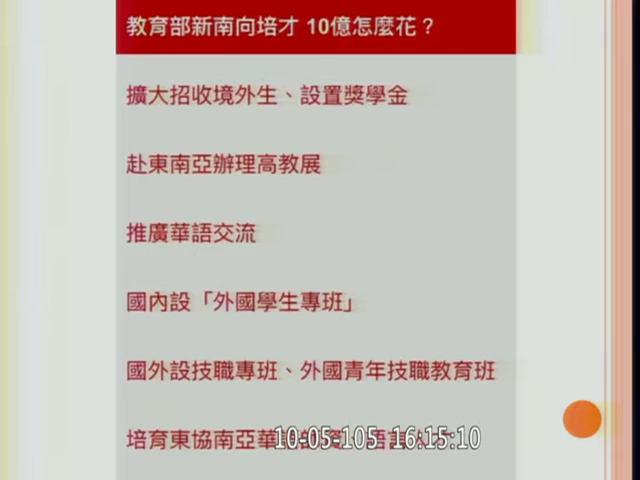 教育部新南向培才 10億怎麼花？
擴大招收境外生、設置獎學金
赴東南亞辦理高教展
推廣華語交流
國內設「外國學生專班」
國外設技職專班、外國青年技職教育班
培育東協南亞華
10-05-105 16:15:10